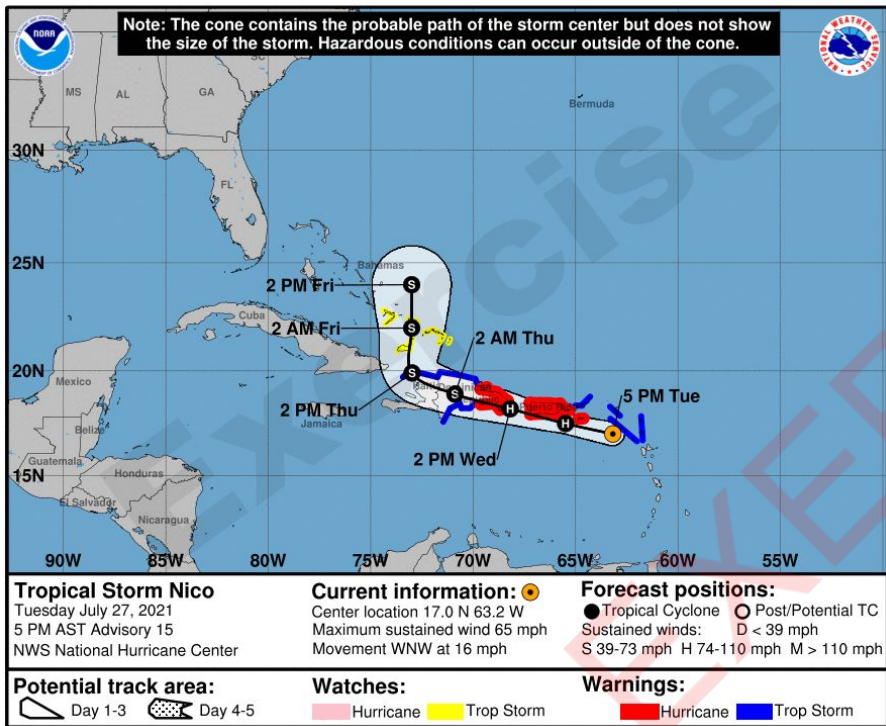 Note: The cone contains the probable path of the storm center but does not show
the size of the storm. Hazardous conditions can occur outside of the cone.
NOAA
NATIONAL WEATHER SERVICE
SC
MS
AL
GA
Bermuda
30N
FL
25N
Bahamas
2 PM Fri
S
Cuba
2 AM Fri
S
2 AM Thu
20N
Mexico
S
S
5 PM Tue
2 PM Thu
H
H
Jamaica
Belize
2 PM Wed
Guatemala
Honduras
15N
El Salvador
Nicaragua
Exercise
90W
85W
80W
75W
70W
65W
60W
55W
Tropical Storm Nico
Tuesday July 27, 2021
5 PM AST Advisory 15
NWS National Hurricane Center
Current information:
Center location 17.0 N 63.2 W
Maximum sustained wind 65 mph
Movement WNW at 16 mph
Forecast positions:
Tropical Cyclone Post/Potential TC
Sustained winds: D < 39 mph
S 39-73 mph H 74-110 mph M > 110 mph
Potential track area:
Day 1-3 Day 4-5
Watches:
Hurricane Trop Storm
Warnings:
Hurricane Trop Storm